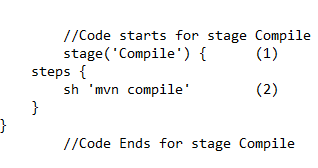 //Code starts for stage Compile
stage('Compile') {      (1)
steps {
sh 'mvn compile'        (2)
}
}
//Code Ends for stage Compile